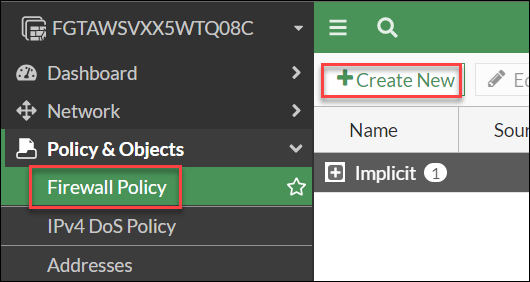 FGTAWSVXX5WTQ08C
Dashboard
Network
Policy & Objects
Firewall Policy
IPv4 DoS Policy
Addresses
Create New
Ed
Name
Sour
Implicit 1